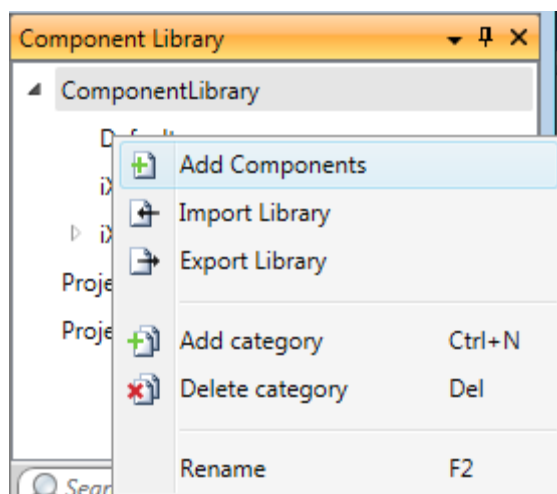 Component Library
ComponentLibrary
Add Components
Import Library
Export Library
Add category Ctrl+N
Delete category Del
Rename F2